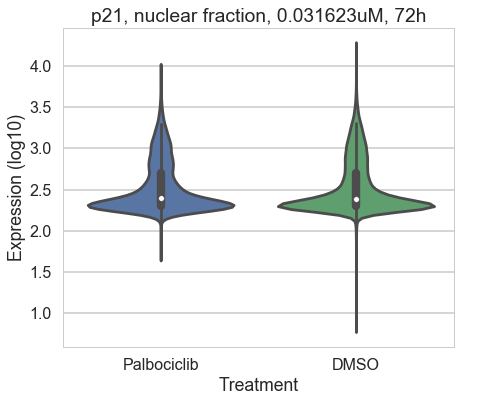 p21, nuclear fraction, 0.031623uM, 72h
Expression (log10)
4.0
3.5
3.0
2.5
2.0
1.5
1.0
Palbociclib
DMSO
Treatment